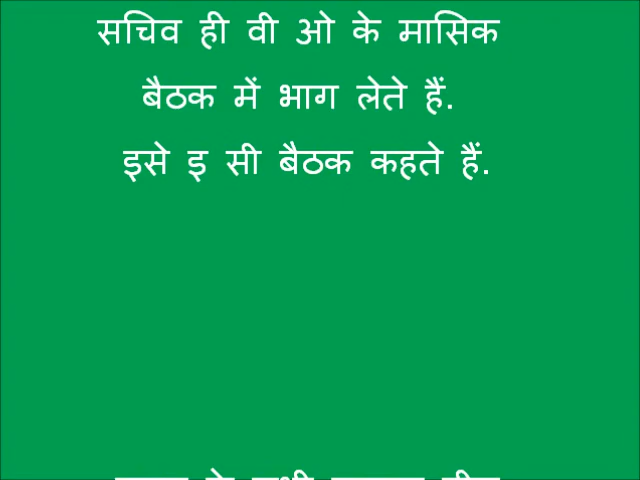 सचिव ही वी ओ के मासिक
बैठक में भाग लेते हैं.
इसे इ सी बैठक कहते हैं.